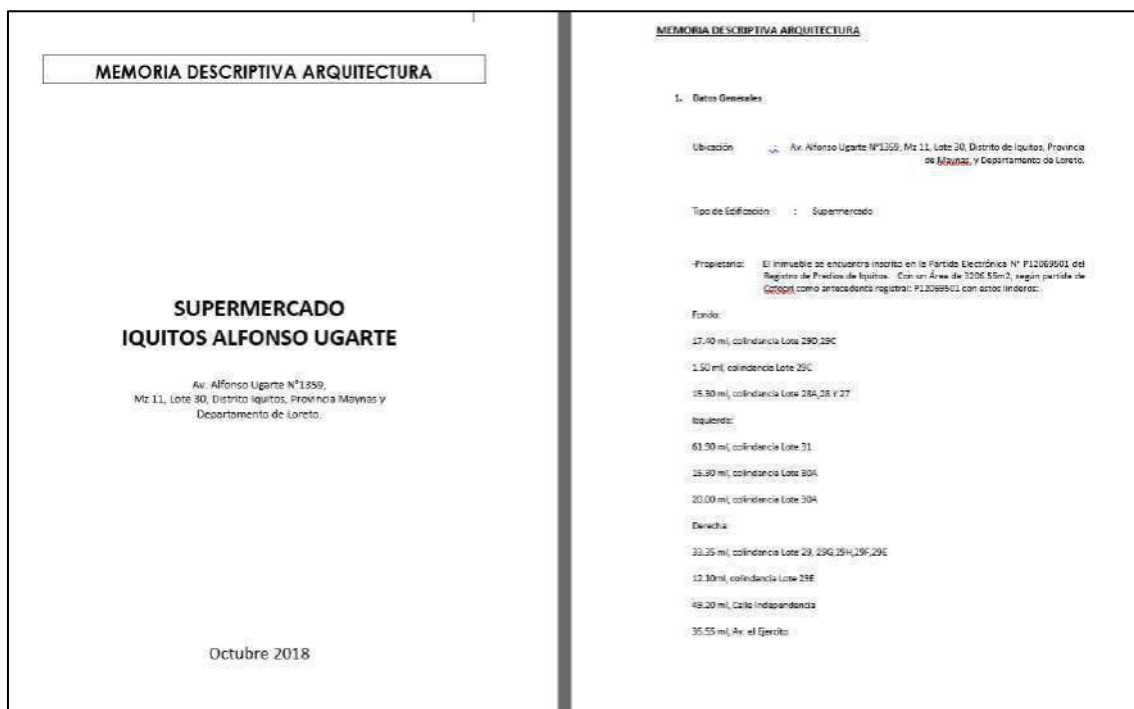 MEMORIA DESCRIPTIVA ARQUITECTURA
SUPERMERCADO
IQUITOS ALFONSO UGARTE
Av. Alfonso Ugarte N°1359,
Mz 11, Lote 30, Distrito Iquitos, Provincia Maynas y
Departamento de Loreto.
Octubre 2018
MEMORIA DESCRIPTIVA ARQUITECTURA
1. Datos Generales
Ubicación : Av. Alfonso Ugarte N°1359, Mz 11, Lote 30, Distrito de Iquitos, Provincia
de Maynas, y Departamento de Loreto.
Tipo de Edificación : Supermercado
-Propietario: El inmueble se encuentra inscrito en la Partida Electrónica N° P12069501 del
Registro de Predios de Iquitos. Con un Área de 3206.55m2, según partida de
Cofopri como antecedente registral: P12069501 con estos linderos:
Fondo:
17.40 ml, colindancia Lote 29D,29C
1.50 ml, colindancia Lote 29C
15.30 ml, colindancia Lote 28A,28 Y 27
Izquierda:
61.90 ml, colindancia Lote 31
15.30 ml, colindancia Lote 30A
20.00 ml, colindancia Lote 30A
Derecha:
33.35 ml, colindancia Lote 29, 29G,29H,29F,29E
12.10ml, colindancia Lote 29E
49.20 ml, Calle Independencia
35.55 ml, Av. el Ejercito